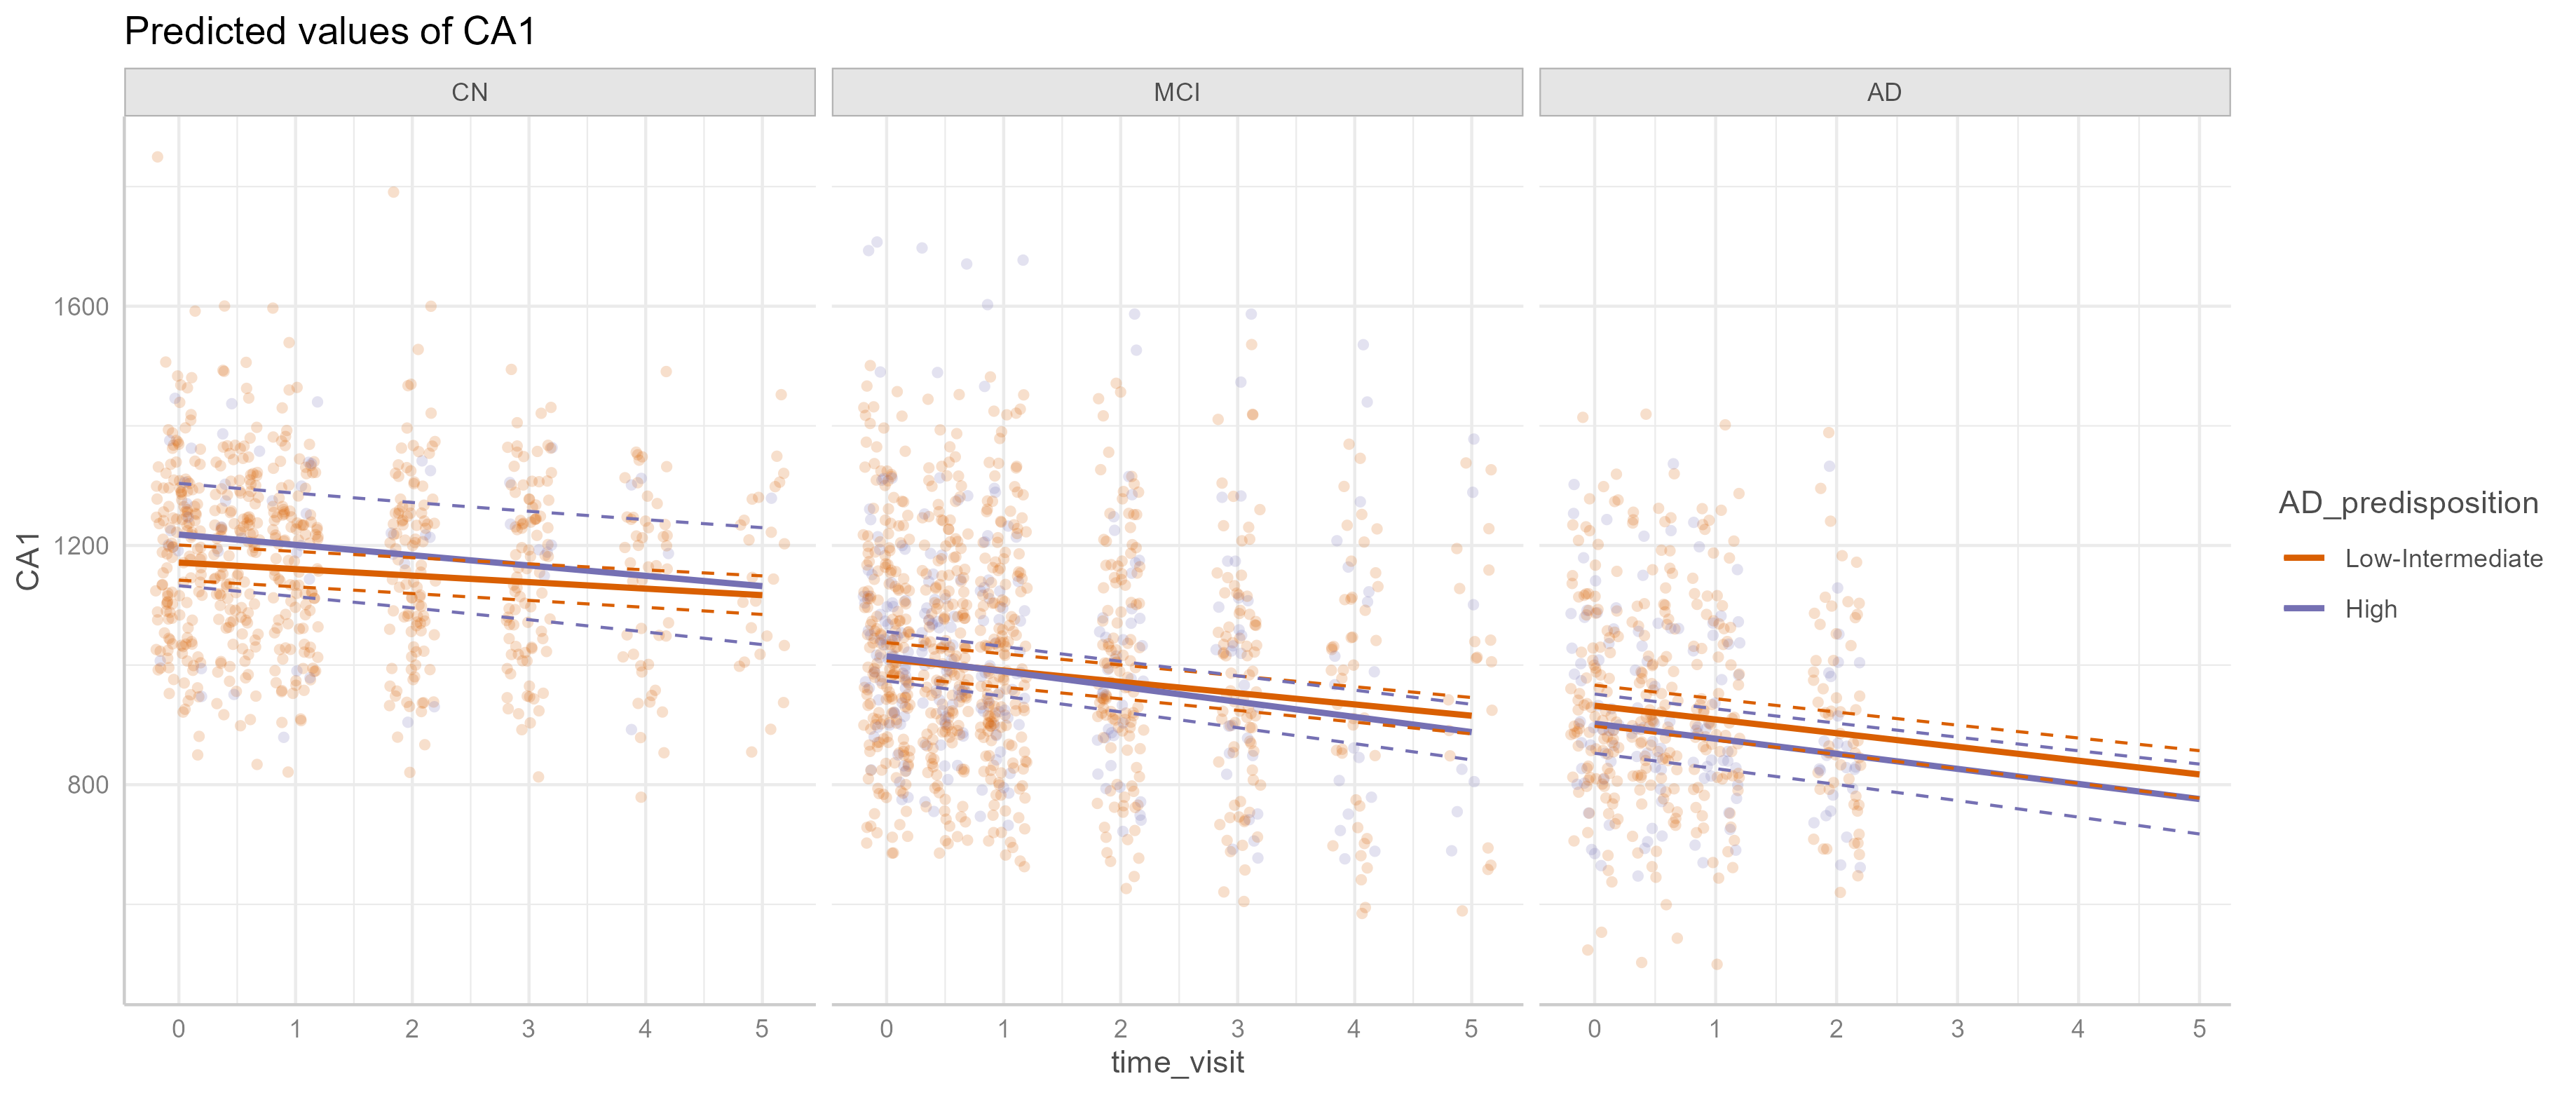 Predicted values of CA1
CN
MCI
AD
1600
1200
800
CA1
0 1 2 3 4 5
0 1 2 3 4 5
0 1 2 3 4 5
time_visit
AD_predisposition
Low-Intermediate
High